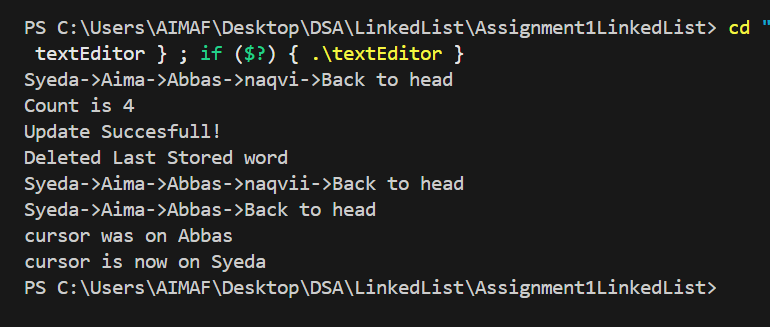 PS C:\Users\AIMAF\Desktop\DSA\LinkedList\Assignment1LinkedList> cd "
textEditor } ; if ($?) { .\textEditor }
Syeda->Aima->Abbas->naqvi->Back to head
Count is 4
Update Succesfull!
Deleted Last Stored word
Syeda->Aima->Abbas->naqvii->Back to head
Syeda->Aima->Abbas->Back to head
cursor was on Abbas
cursor is now on Syeda
PS C:\Users\AIMAF\Desktop\DSA\LinkedList\Assignment1LinkedList>